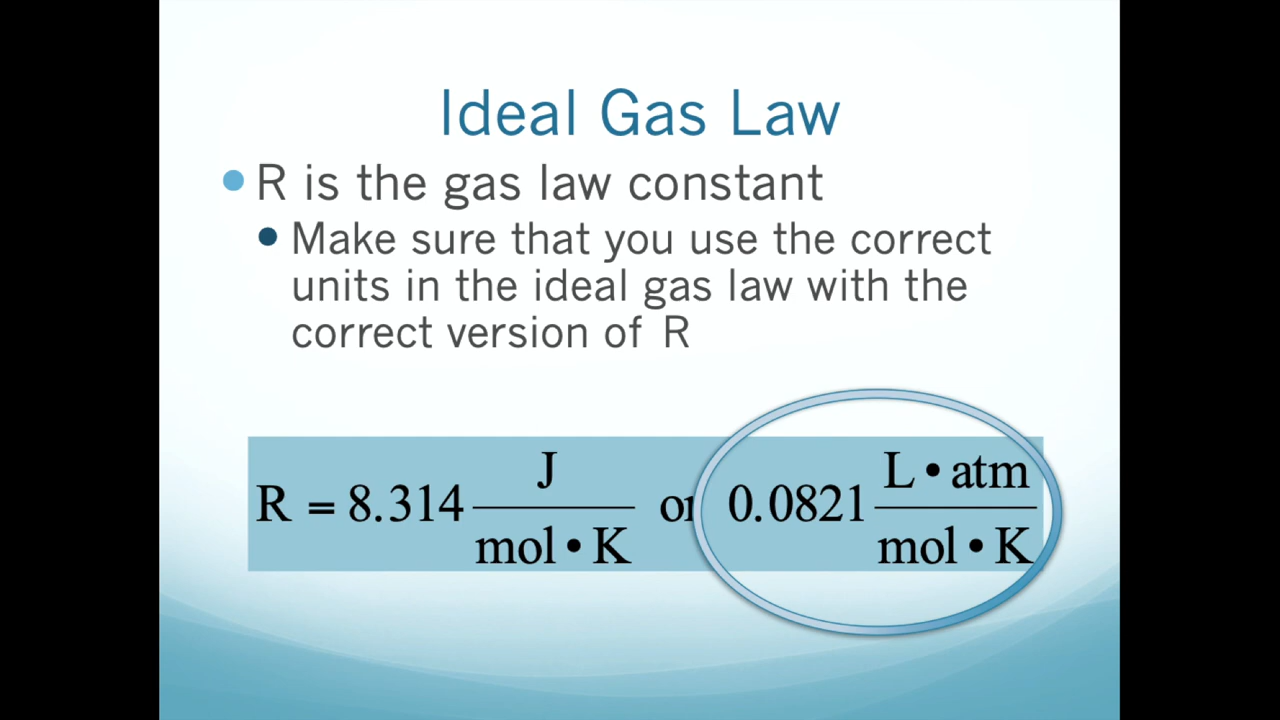 Ideal Gas Law
R is the gas law constant
Make sure that you use the correct
units in the ideal gas law with the
correct version of R
R = 8.314 J/mol • K or 0.0821 L • atm/mol • K